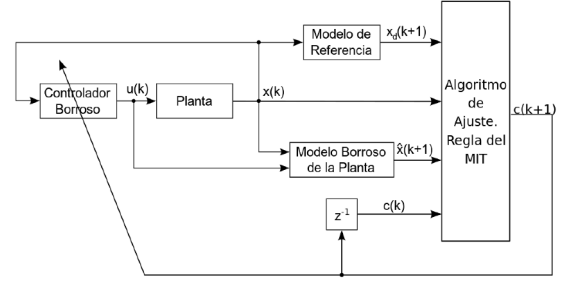 Modelo de
Referencia
x_d(k+1)
Controlador
Borroso
u(k)
Planta
x(k)
Algoritmo
de
Ajuste.
Regla del
MIT
c(k+1)
Modelo Borroso
de la Planta
x̂(k+1)
z⁻¹
c(k)